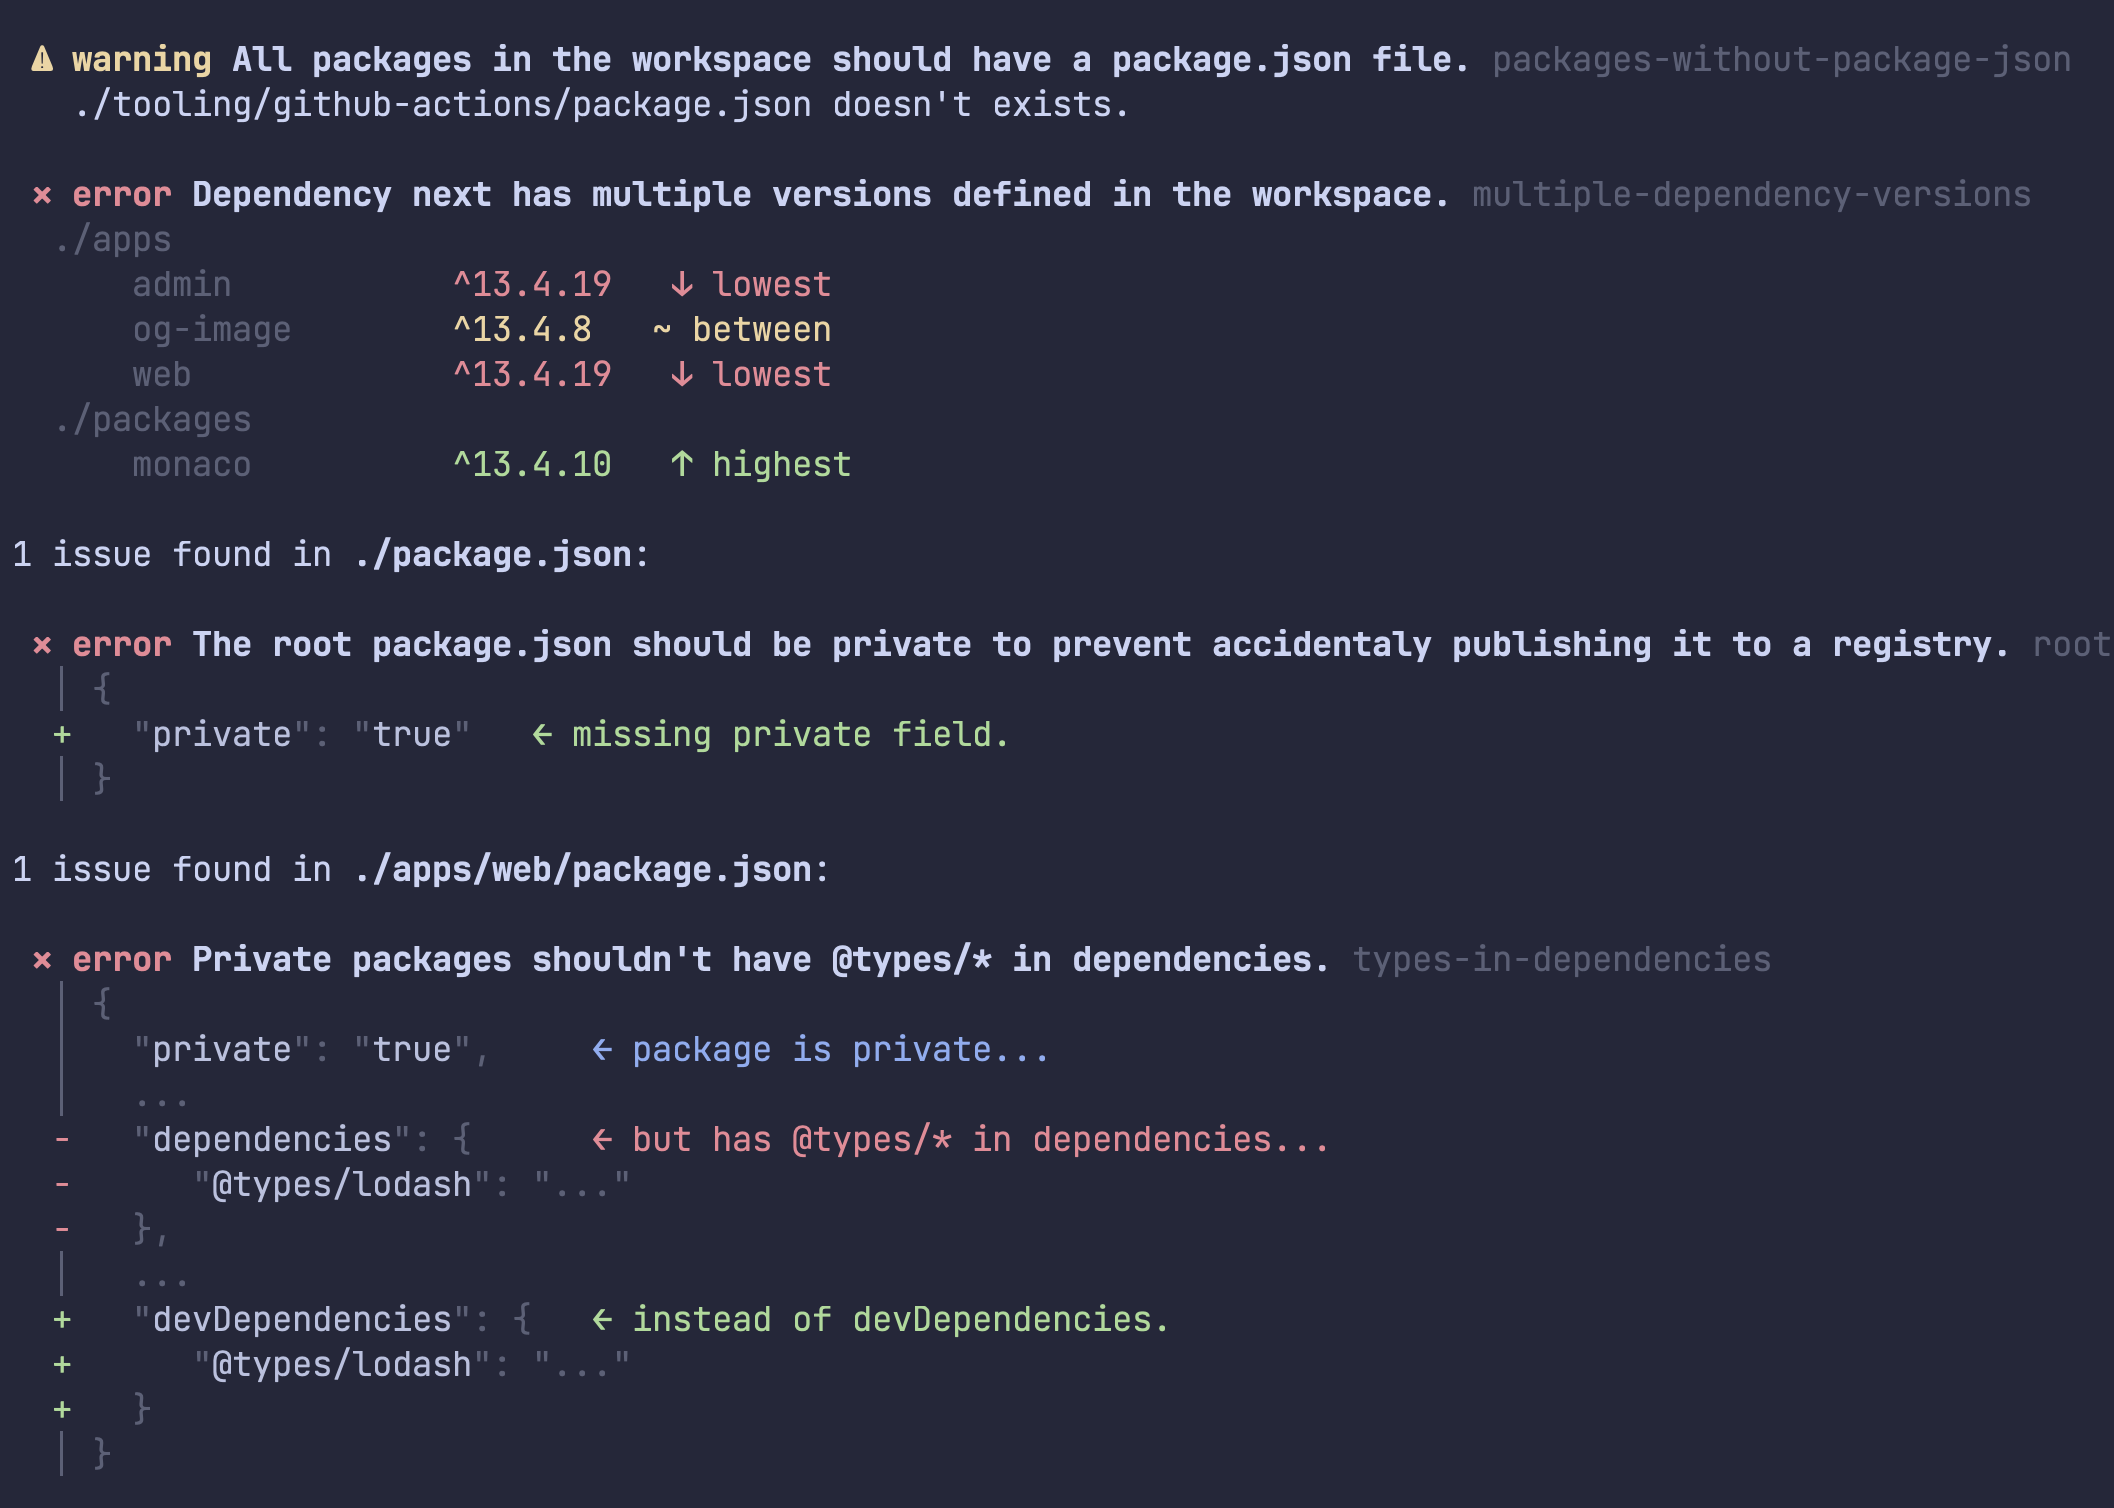 ⚠ warning All packages in the workspace should have a package.json file. packages-without-package-json
./tooling/github-actions/package.json doesn't exists.
× error Dependency next has multiple versions defined in the workspace. multiple-dependency-versions
./apps
admin ^13.4.19 ↓ lowest
og-image ^13.4.8 ~ between
web ^13.4.19 ↓ lowest
./packages
monaco ^13.4.10 ↑ highest
1 issue found in ./package.json:
× error The root package.json should be private to prevent accidentaly publishing it to a registry. root
│ {
+ "private": "true" ← missing private field.
│ }
1 issue found in ./apps/web/package.json:
× error Private packages shouldn't have @types/* in dependencies. types-in-dependencies
│ {
│ "private": "true", ← package is private...
│ ...
- "dependencies": { ← but has @types/* in dependencies...
- "@types/lodash": "..."
- },
│ ...
+ "devDependencies": { ← instead of devDependencies.
+ "@types/lodash": "..."
+ }
│ }